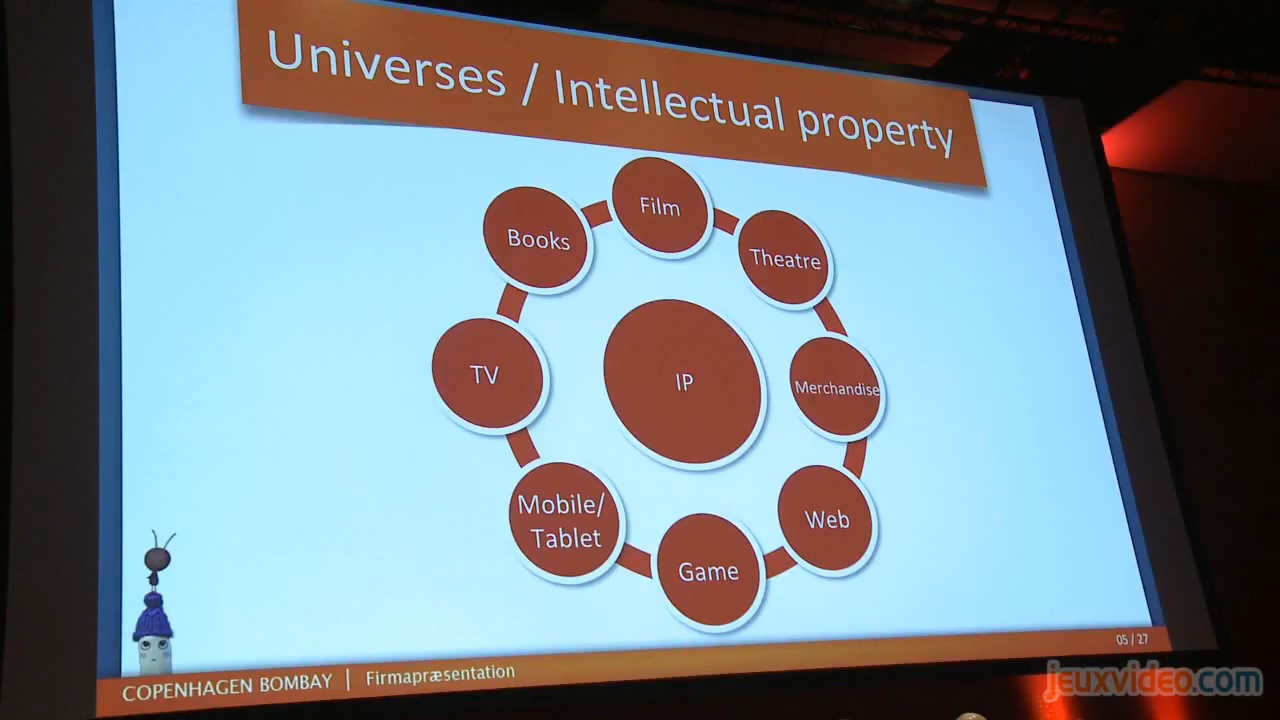 Universes / Intellectual property
Film
Theatre
Merchandise
Web
Game
Mobile/
Tablet
TV
Books
IP
05 / 27
COPENHAGEN BOMBAY | Firmapræsentation
jeuxvideo.com